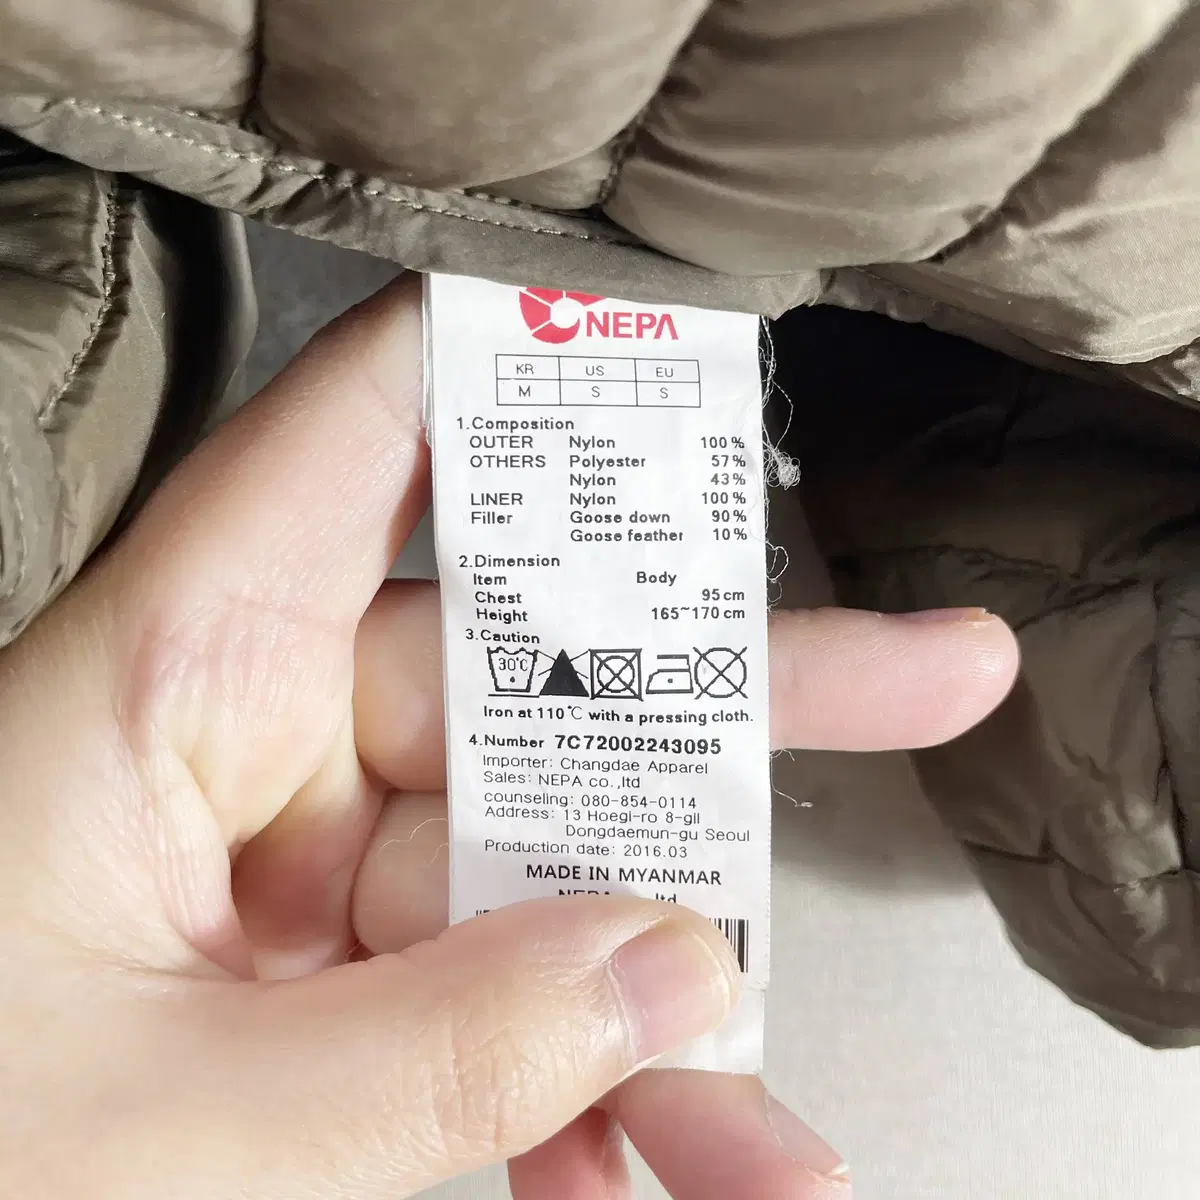 NEPA
KR US EU
M S S
1.Composition
OUTER Nylon 100%
OTHERS Polyester 57%
Nylon 43%
LINER Nylon 100%
Filler Goose down 90%
Goose feather 10%
2.Dimension
Item Body
Chest 95cm
Height 165~170cm
3.Caution
30°C
Iron at 110℃ with a pressing cloth.
4.Number 7C72002243095
Importer: Changdae Apparel
Sales: NEPA co.,ltd
counseling: 080-854-0114
Address: 13 Hoegi-ro 8-gil
Dongdaemun-gu Seoul
Production date: 2016.03
MADE IN MYANMAR